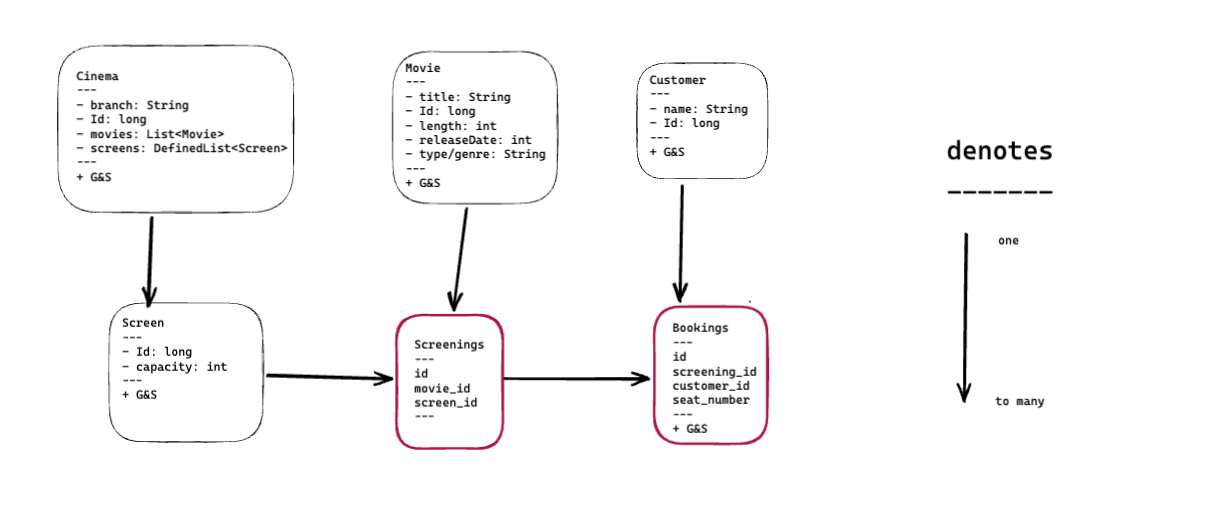 Cinema
---
- branch: String
- Id: long
- movies: List<Movie>
- screens: DefinedList<Screen>
---
+ G&S
Movie
---
- title: String
- Id: long
- length: int
- releaseDate: int
- type/genre: String
---
+ G&S
Customer
---
- name: String
- Id: long
---
+ G&S
Screen
---
- Id: long
- capacity: int
---
+ G&S
Screenings
---
id
movie_id
screen_id
---
Bookings
---
id
screening_id
customer_id
seat_number
---
+ G&S
denotes
-------
one
to many